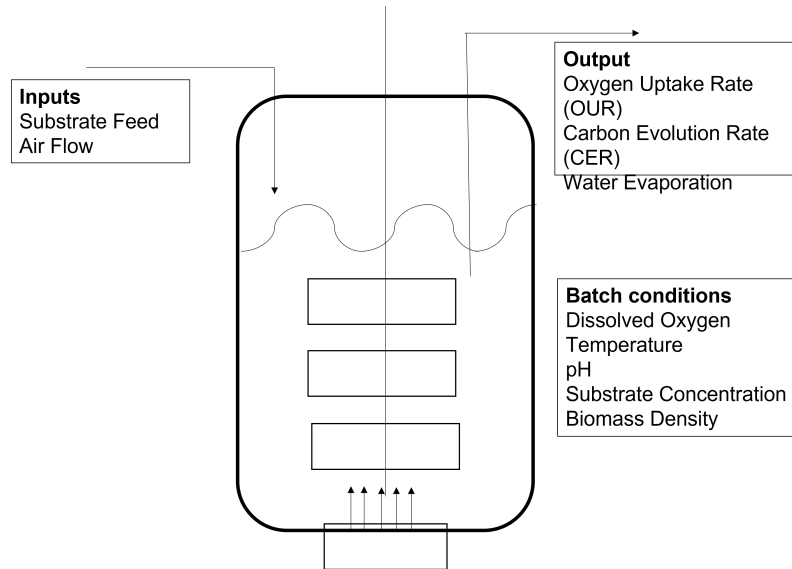 Inputs
Substrate Feed
Air Flow
Output
Oxygen Uptake Rate
(OUR)
Carbon Evolution Rate
(CER)
Water Evaporation
Batch conditions
Dissolved Oxygen
Temperature
pH
Substrate Concentration
Biomass Density